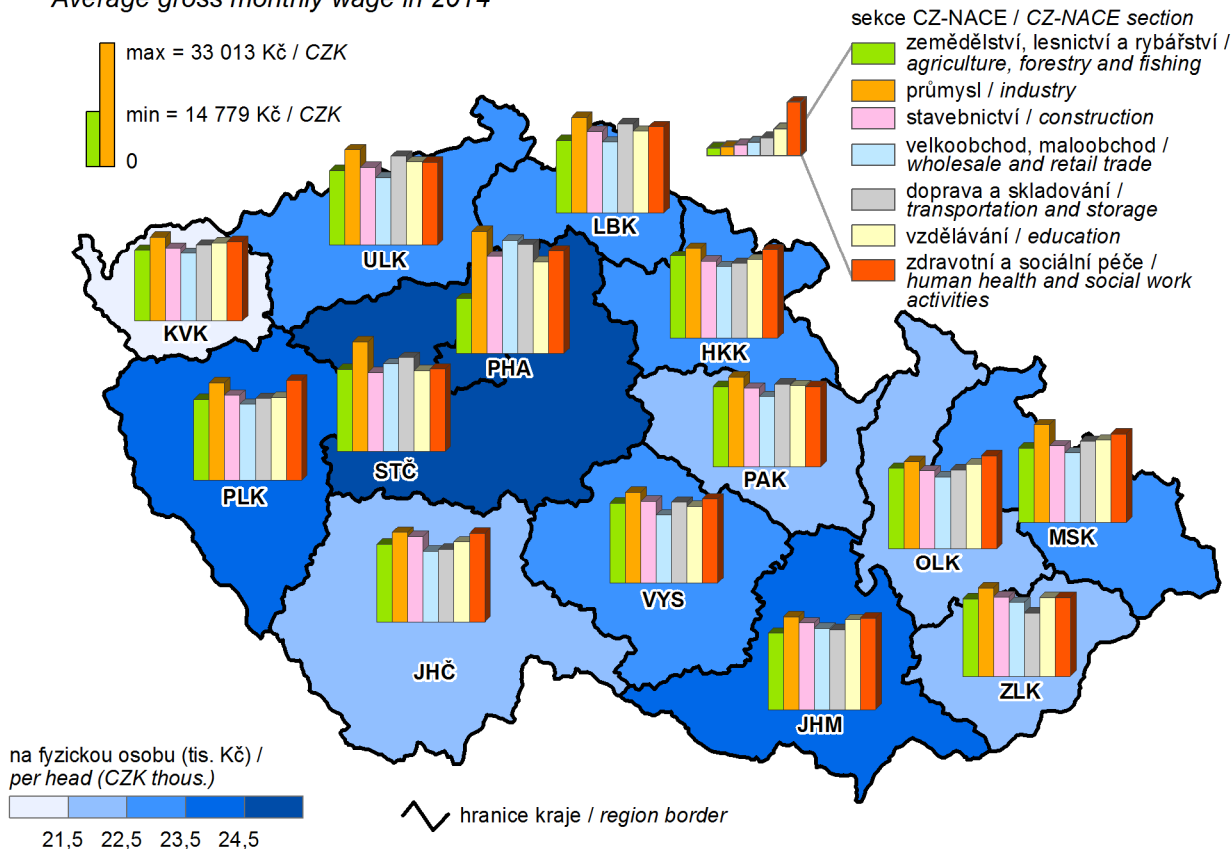 Average gross monthly wage in 2014
max = 33 013 Kč / CZK
min = 14 779 Kč / CZK
0
sekce CZ-NACE / CZ-NACE section
zemědělství, lesnictví a rybářství /
agriculture, forestry and fishing
průmysl / industry
stavebnictví / construction
velkoobchod, maloobchod /
wholesale and retail trade
doprava a skladování /
transportation and storage
vzdělávání / education
zdravotní a sociální péče /
human health and social work
activities
LBK
ULK
KVK
HKK
PHA
STČ
PAK
PLK
MSK
OLK
VYS
JHČ
ZLK
JHM
na fyzickou osobu (tis. Kč) /
per head (CZK thous.)
21,5 22,5 23,5 24,5
hranice kraje / region border